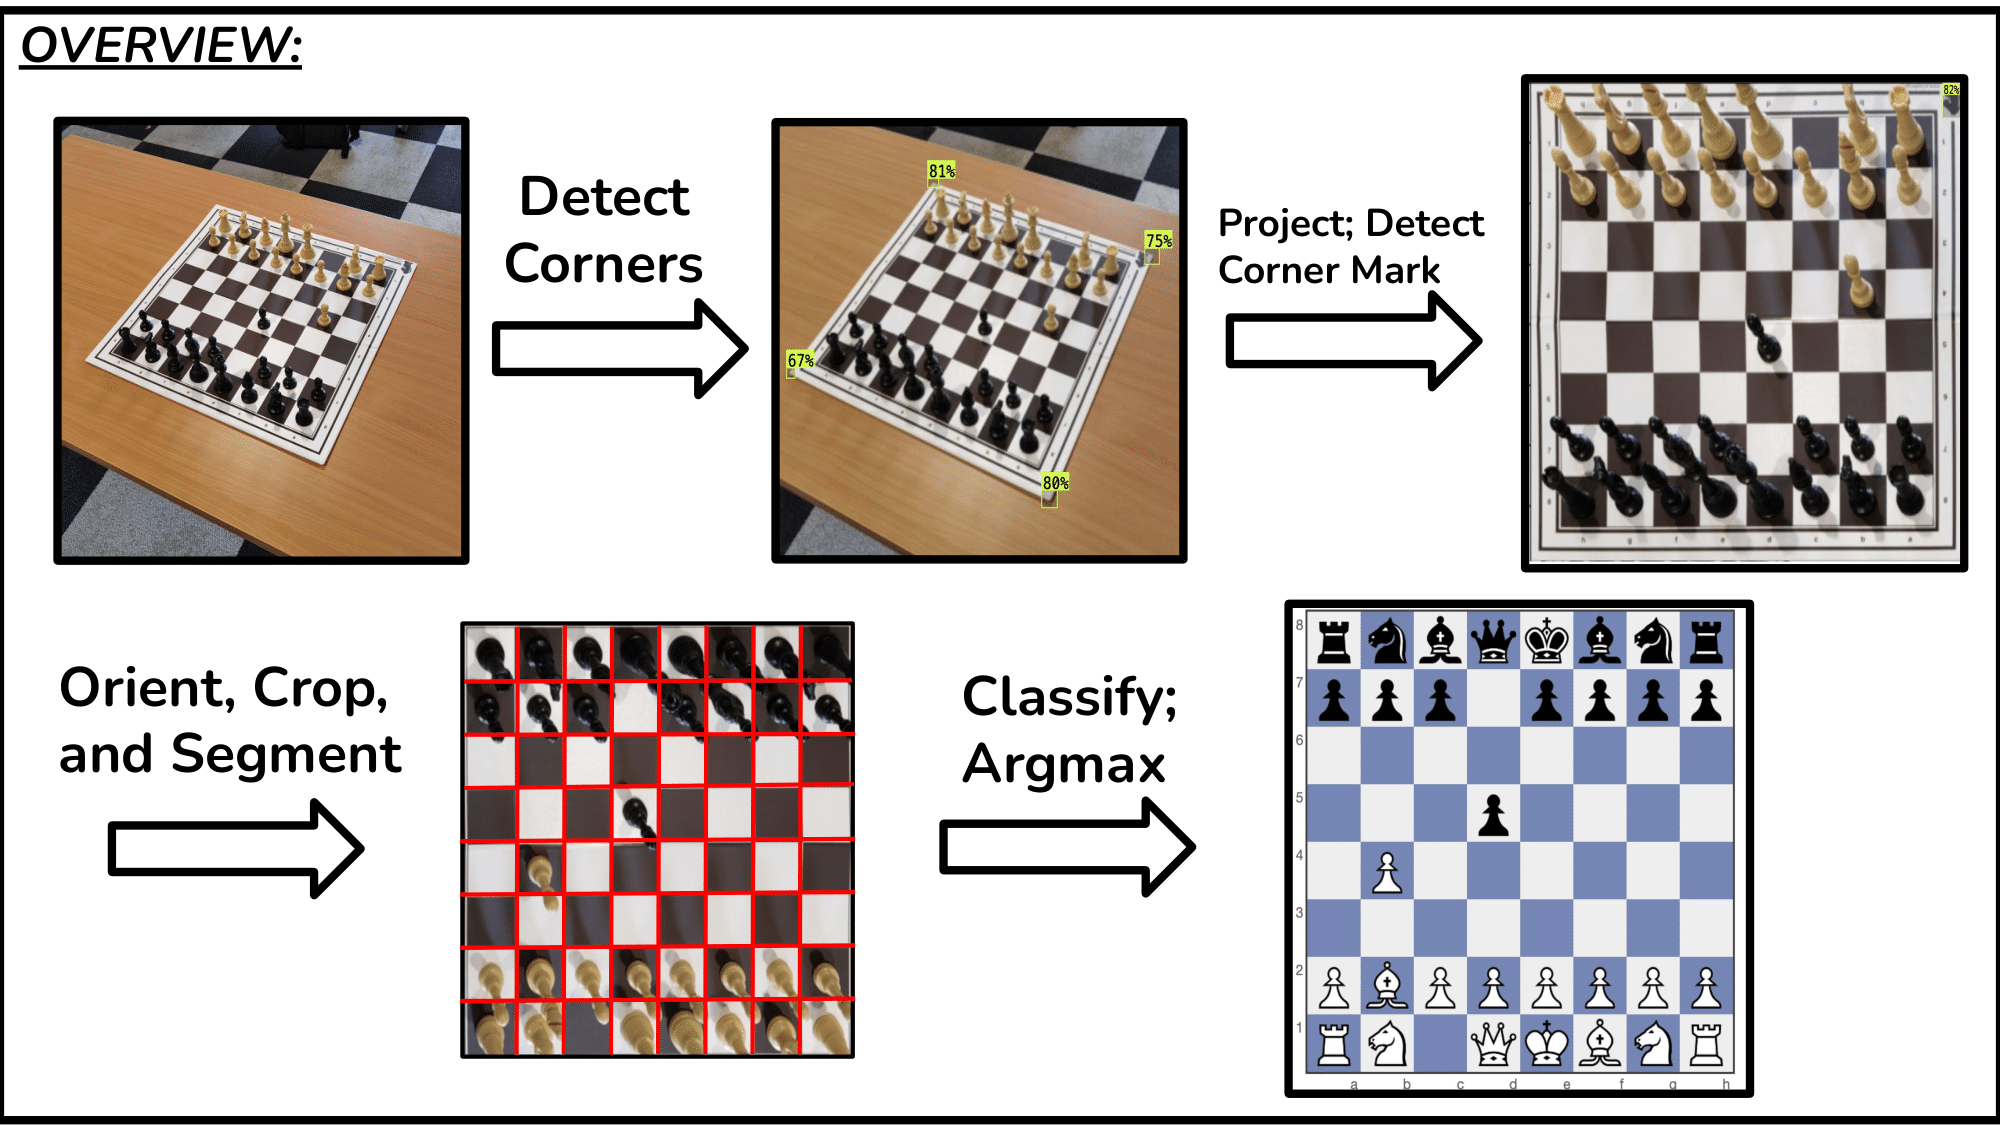 OVERVIEW:
Detect
Corners
81%
75%
67%
80%
Project; Detect
Corner Mark
82%
Orient, Crop,
and Segment
Classify;
Argmax
8
7
6
5
4
3
2
1
a b c d e f g h